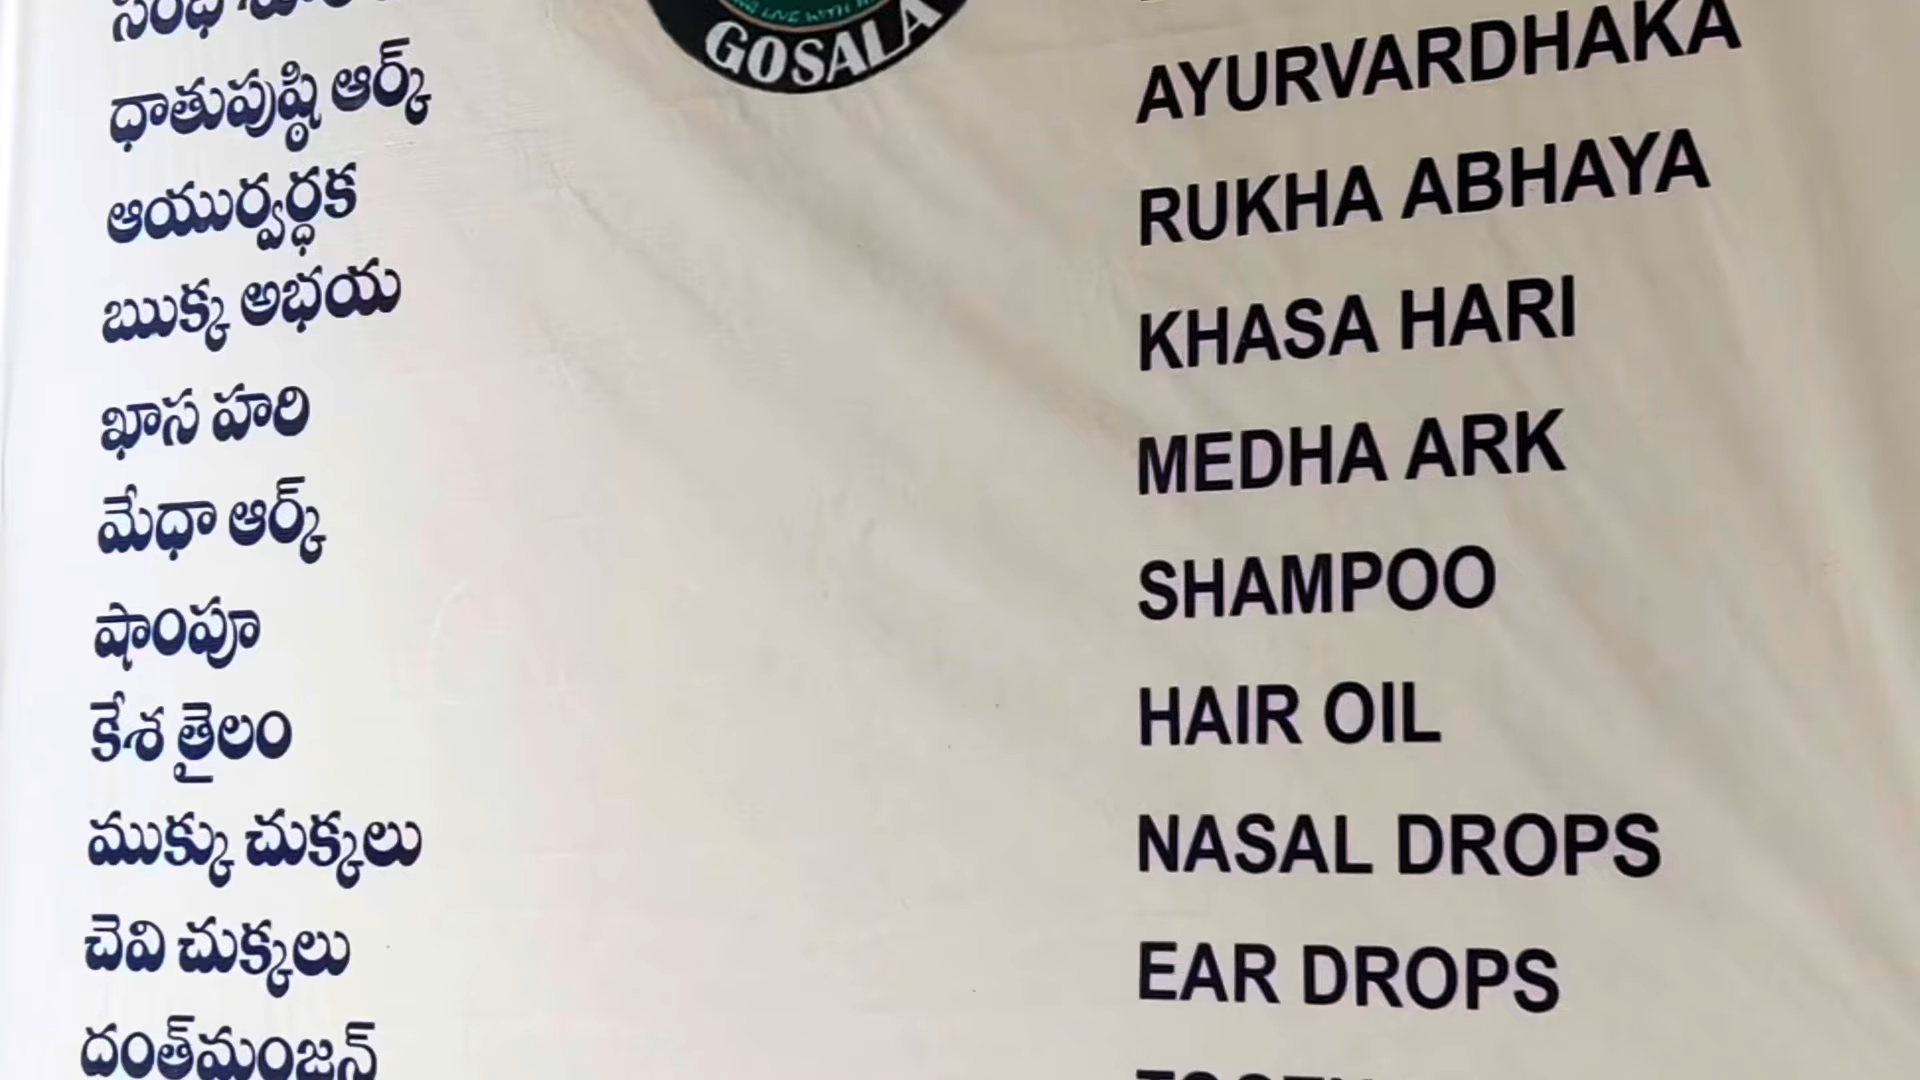 GOSALA
ధాతుపుష్ఠి ఆర్క్
ఆయుర్వర్ధక
ఋక్క అభయ
ఖాస హరి
మేధా ఆర్క్
షాంపూ
కేశ తైలం
ముక్కు చుక్కలు
చెవి చుక్కలు
దంత్‌మంజన్
AYURVARDHAKA
RUKHA ABHAYA
KHASA HARI
MEDHA ARK
SHAMPOO
HAIR OIL
NASAL DROPS
EAR DROPS